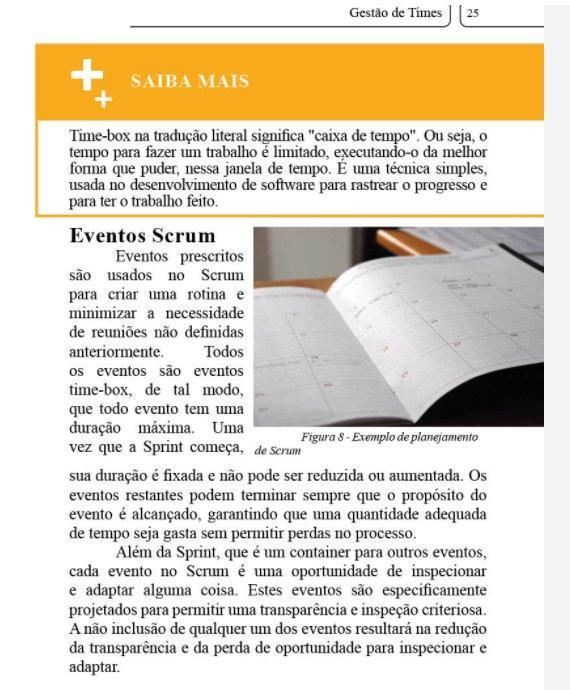 Gestão de Times 25
SAIBA MAIS
Time-box na tradução literal significa "caixa de tempo". Ou seja, o
tempo para fazer um trabalho é limitado, executando-o da melhor
forma que puder, nessa janela de tempo. É uma técnica simples,
usada no desenvolvimento de software para rastrear o progresso e
para ter o trabalho feito.
Eventos Scrum
Eventos prescritos
são usados no Scrum
para criar uma rotina e
minimizar a necessidade
de reuniões não definidas
anteriormente. Todos
os eventos são eventos
time-box, de tal modo,
que todo evento tem uma
duração máxima. Uma
vez que a Sprint começa,
Figura 8 - Exemplo de planejamento
de Scrum
sua duração é fixada e não pode ser reduzida ou aumentada. Os
eventos restantes podem terminar sempre que o propósito do
evento é alcançado, garantindo que uma quantidade adequada
de tempo seja gasta sem permitir perdas no processo.
Além da Sprint, que é um container para outros eventos,
cada evento no Scrum é uma oportunidade de inspecionar
e adaptar alguma coisa. Estes eventos são especificamente
projetados para permitir uma transparência e inspeção criteriosa.
A não inclusão de qualquer um dos eventos resultará na redução
da transparência e da perda de oportunidade para inspecionar e
adaptar.